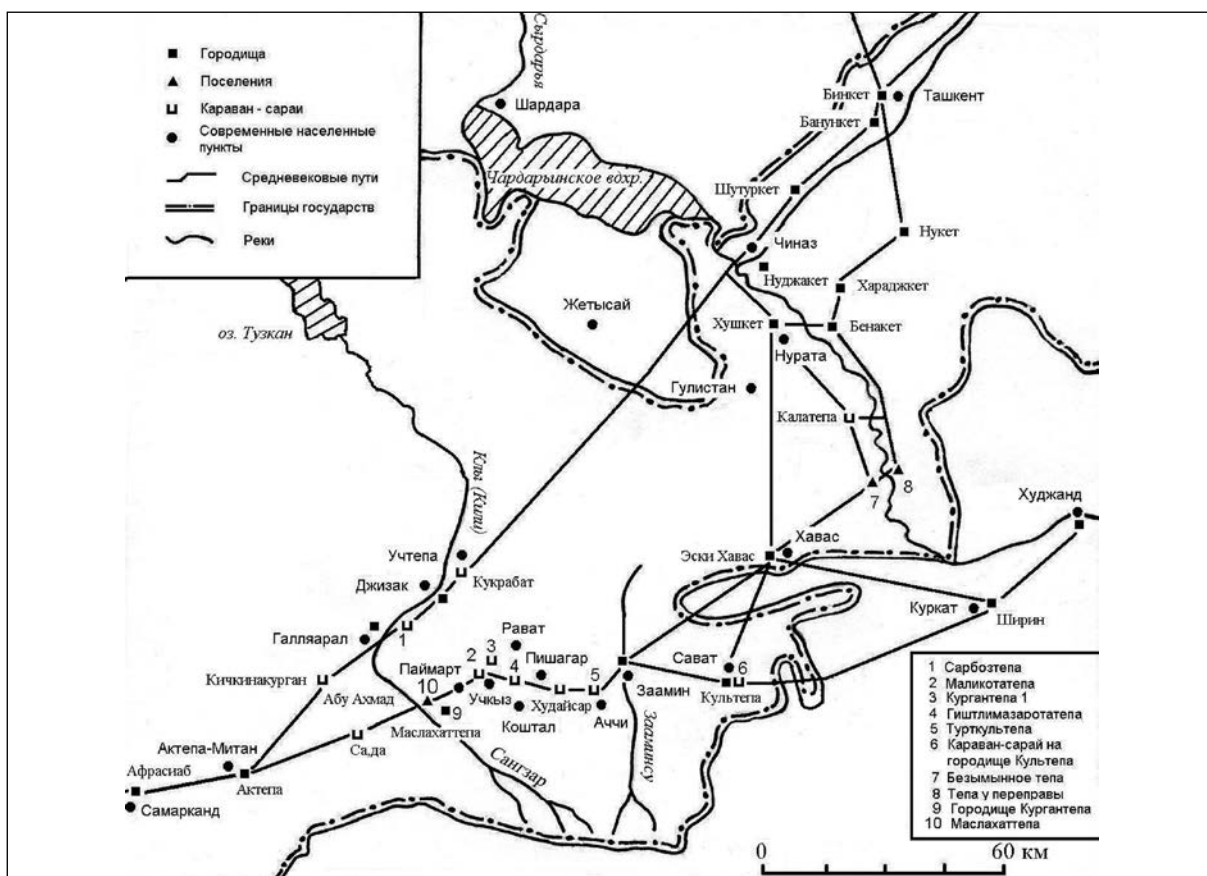 Городища
Поселения
Караван - сараи
Современные населенные
пункты
Средневековые пути
Границы государств
Реки
Сырдарья
Шардара
Чардарьинское вдхр.
Бинкет
Ташкент
Банункет
Шутуркет
Нукет
Чиназ
Нуджакет
Хараджкет
Жетысай
Хушкет
Бенакет
оз. Тузкан
Нурата
Гулистан
Калатепа
Клы (Кили)
7
8
Худжанд
Учтепа
Хавас
Эски Хавас
Джизак
Кукрабат
Куркат
Ширин
Галляарал
1
Рават
3
2
4
Пишагар
5
Сават
6
Кичкинакурган
Паймарт
Абу Ахмад
10
9
Учкыз
Худайсар
Заамин
Культепа
Коштал
Аччи
Маслахаттепа
Сада
Актепа-Митан
Афрасиаб
Актепа
Самарканд
Сангзар
Зааминсу
1 Сарбозтепа
2 Маликотатепа
3 Кургантепа 1
4 Гиштлимазаротатепа
5 Турткультепа
6 Караван-сарай на
городище Культепа
7 Безымынное тепа
8 Тепа у переправы
9 Городище Кургантепа
10 Маслахаттепа
0 60 км